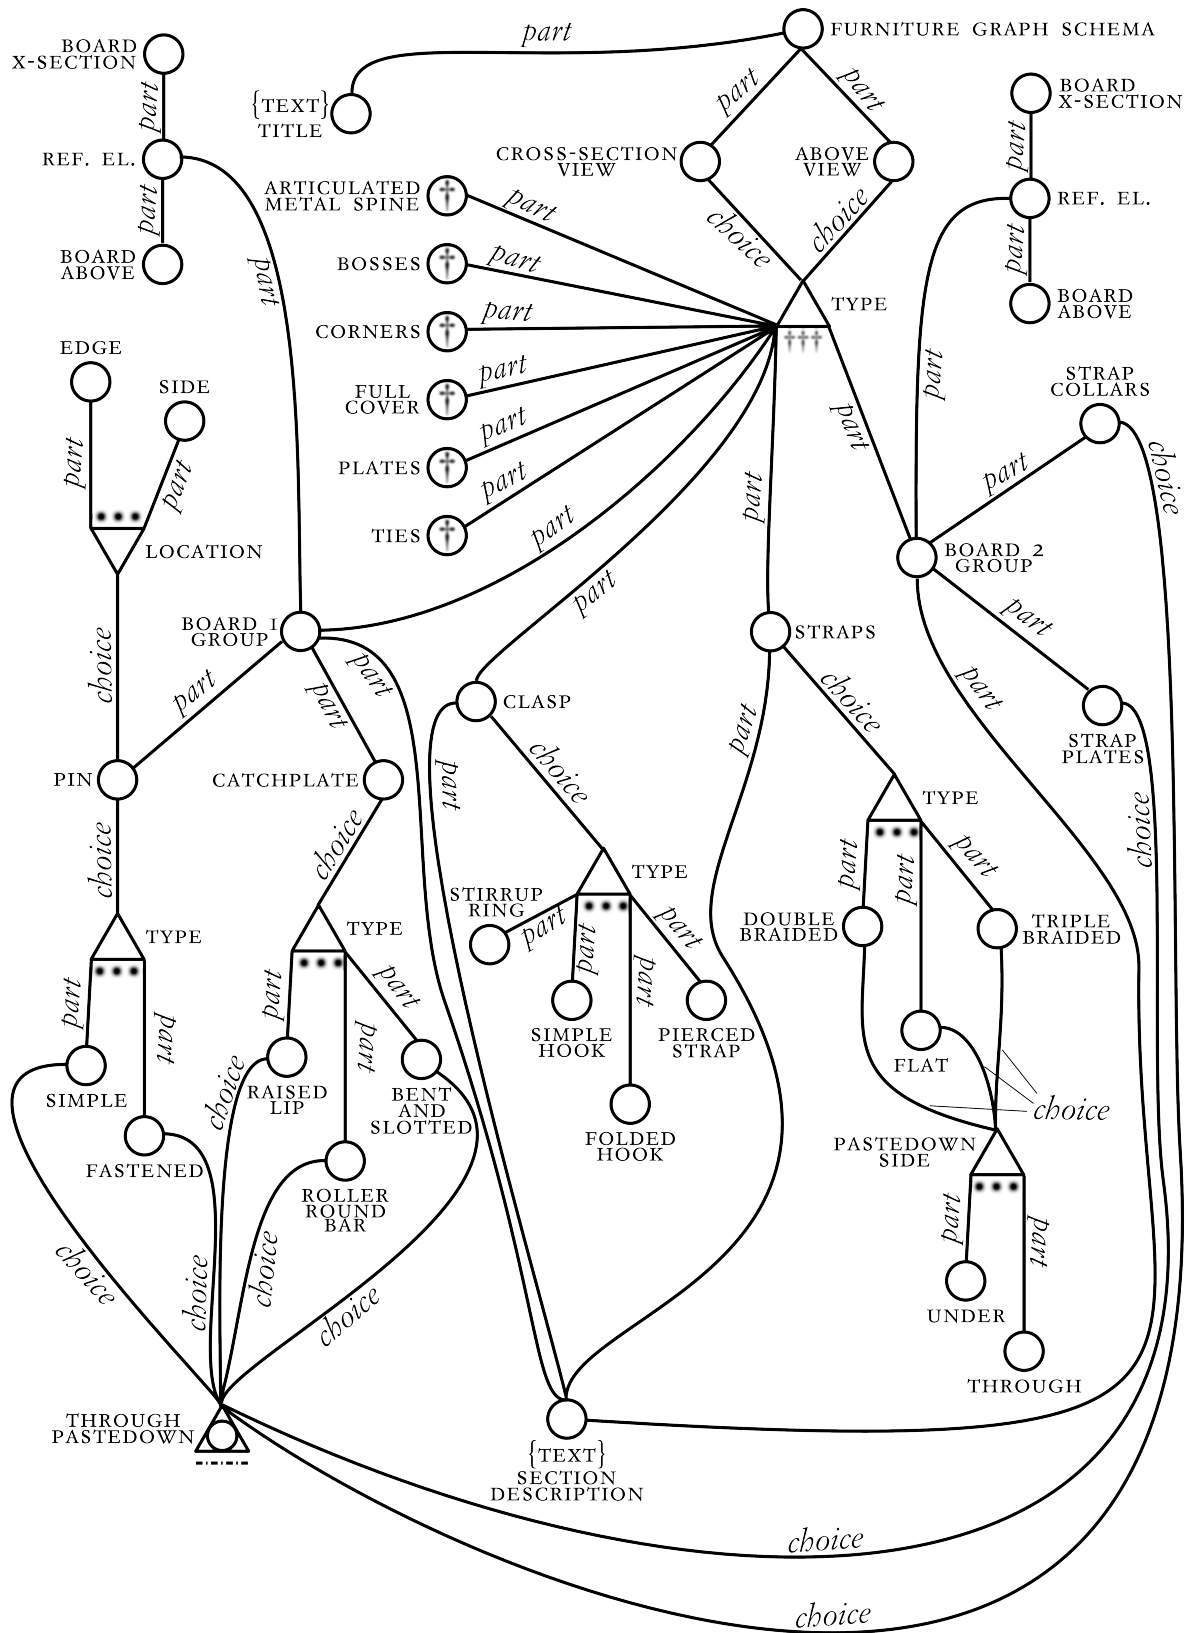 part
FURNITURE GRAPH SCHEMA
BOARD
X-SECTION
part
part
part
{TEXT}
TITLE
BOARD
X-SECTION
part
REF. EL.
part
CROSS-SECTION
VIEW
ABOVE
VIEW
REF. EL.
part
ARTICULATED
METAL SPINE
†
part
choice
choice
BOARD
ABOVE
BOSSES
†
part
part
part
BOARD
ABOVE
TYPE
†††
CORNERS
†
part
EDGE
SIDE
FULL
COVER
†
part
part
STRAP
COLLARS
part
part
PLATES
†
part
part
part
part
choice
•••
LOCATION
TIES
†
part
part
part
BOARD 2
GROUP
choice
BOARD 1
GROUP
part
STRAPS
part
part
part
part
part
CLASP
choice
part
part
STRAP
PLATES
PIN
CATCHPLATE
part
choice
TYPE
•••
choice
choice
choice
part
part
part
TYPE
•••
STIRRUP
RING
part
part
part
DOUBLE
BRAIDED
TRIPLE
BRAIDED
TYPE
•••
TYPE
•••
part
part
part
part
part
part
SIMPLE
HOOK
PIERCED
STRAP
FLAT
SIMPLE
choice
RAISED
LIP
BENT
AND
SLOTTED
choice
FOLDED
HOOK
PASTEDOWN
SIDE
•••
FASTENED
ROLLER
ROUND
BAR
part
part
choice
choice
choice
choice
UNDER
THROUGH
THROUGH
PASTEDOWN
{TEXT}
SECTION
DESCRIPTION
choice
choice